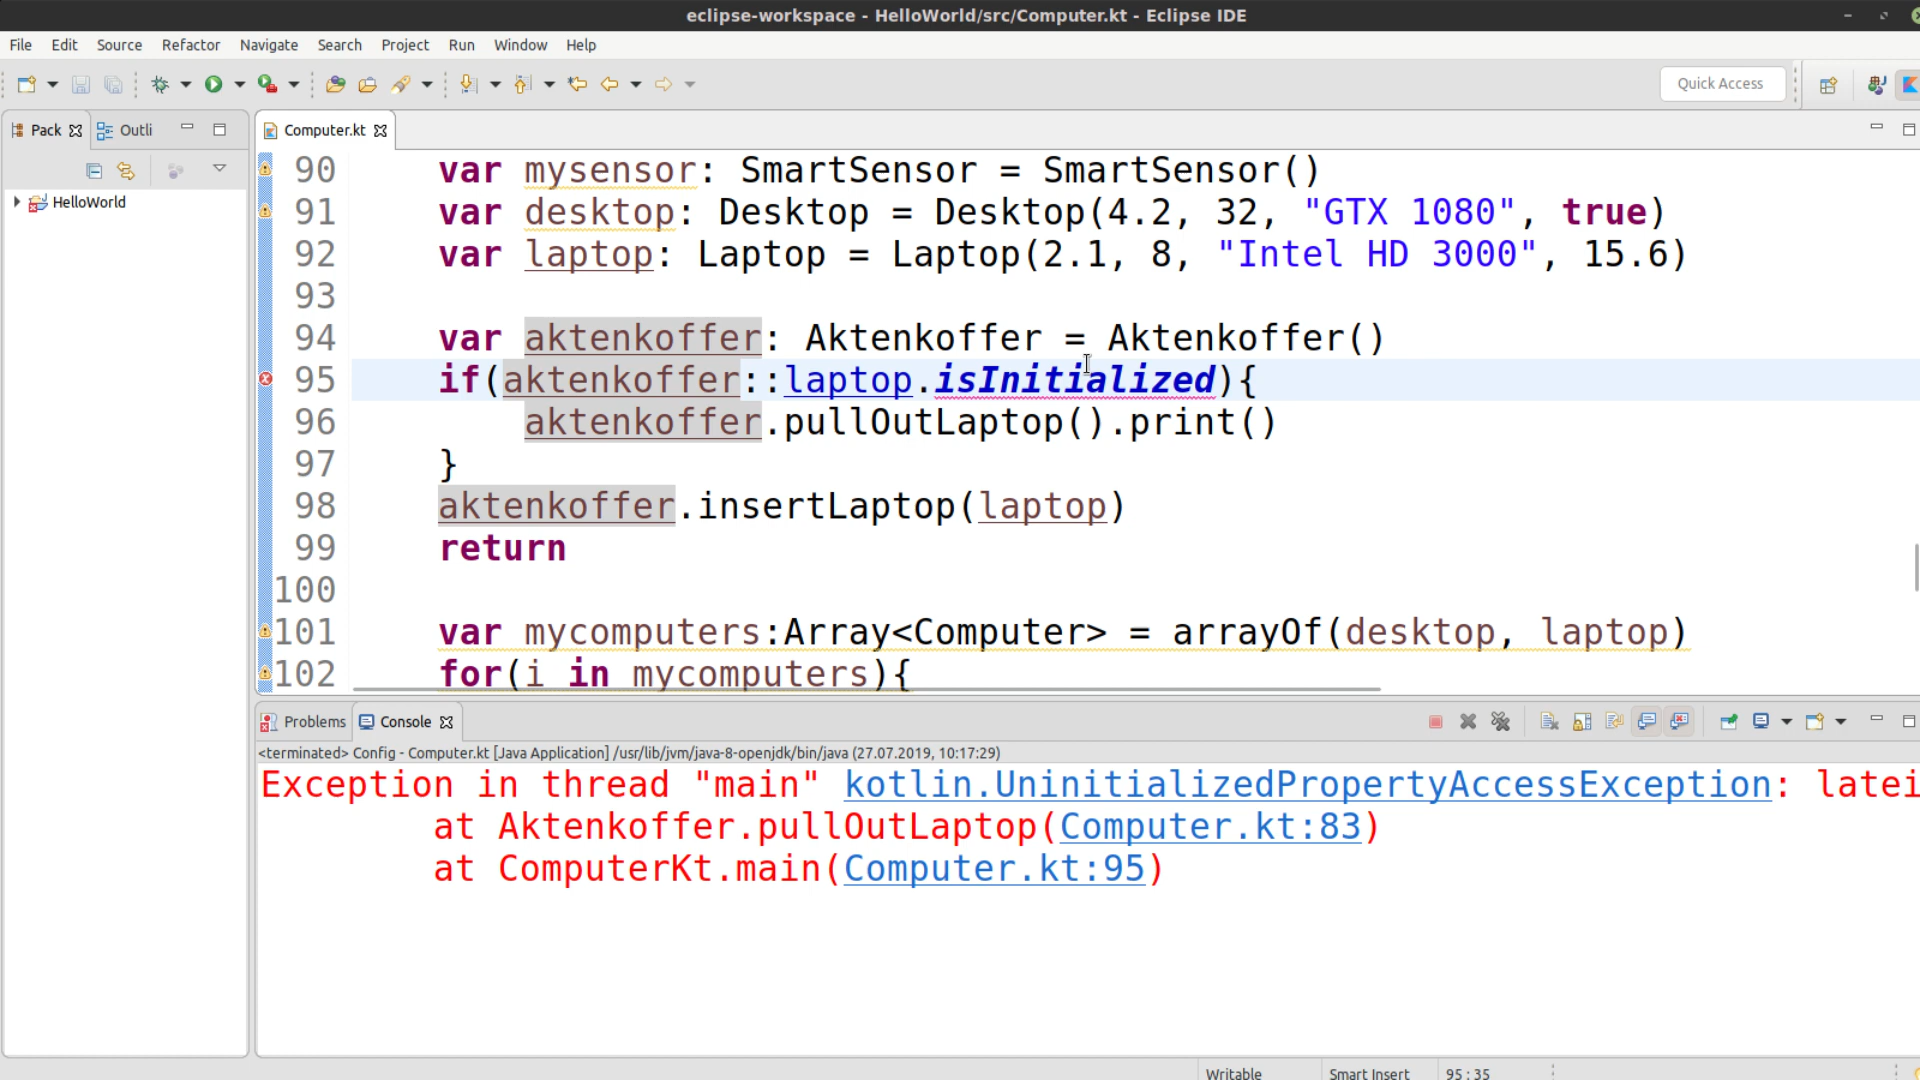 eclipse-workspace - HelloWorld/src/Computer.kt - Eclipse IDE
File Edit Source Refactor Navigate Search Project Run Window Help
Quick Access
Pack Outli
Computer.kt
HelloWorld
90 var mysensor: SmartSensor = SmartSensor()
91 var desktop: Desktop = Desktop(4.2, 32, "GTX 1080", true)
92 var laptop: Laptop = Laptop(2.1, 8, "Intel HD 3000", 15.6)
93
94 var aktenkoffer: Aktenkoffer = Aktenkoffer()
95 if(aktenkoffer::laptop.isInitialized){
96 aktenkoffer.pullOutLaptop().print()
97 }
98 aktenkoffer.insertLaptop(laptop)
99 return
100
101 var mycomputers:Array<Computer> = arrayOf(desktop, laptop)
102 for(i in mycomputers){
Problems Console
<terminated> Config - Computer.kt [Java Application] /usr/lib/jvm/java-8-openjdk/bin/java (27.07.2019, 10:17:29)
Exception in thread "main" kotlin.UninitializedPropertyAccessException: latei
at Aktenkoffer.pullOutLaptop(Computer.kt:83)
at ComputerKt.main(Computer.kt:95)
Writable Smart Insert 95 : 35